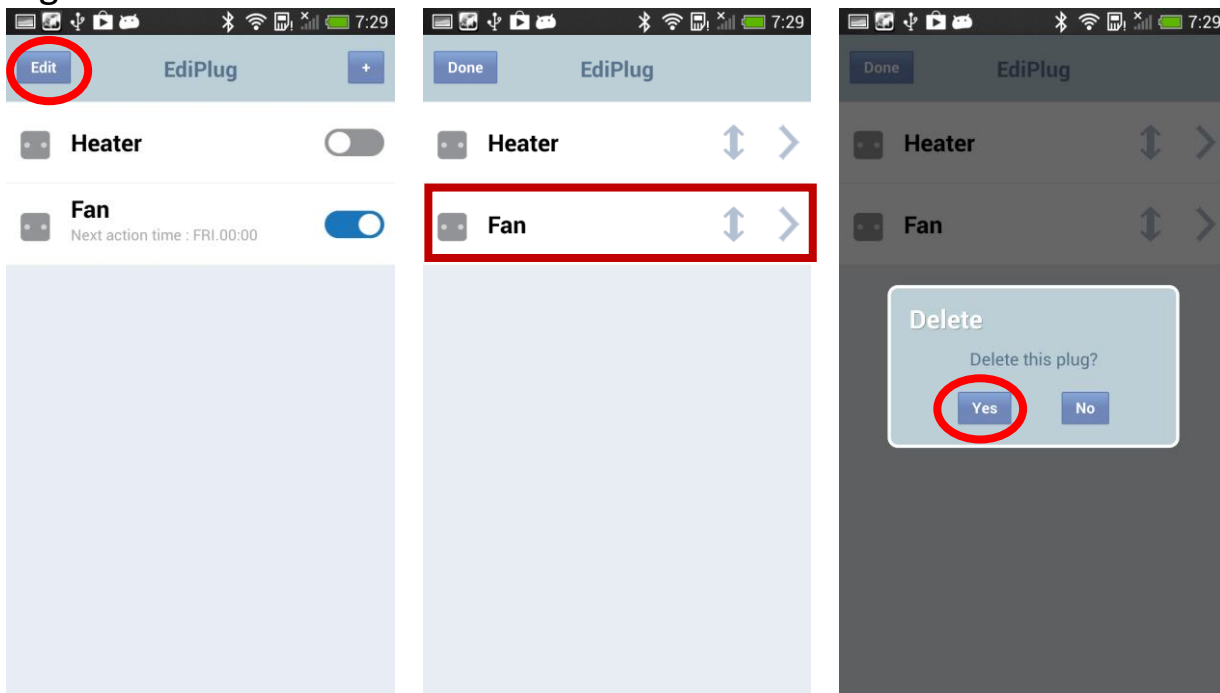 7:29
Edit EdiPlug +
Heater
Fan
Next action time : FRI.00:00
7:29
Done EdiPlug
Heater
Fan
7:29
Done EdiPlug
Heater
Fan
Delete
Delete this plug?
Yes No